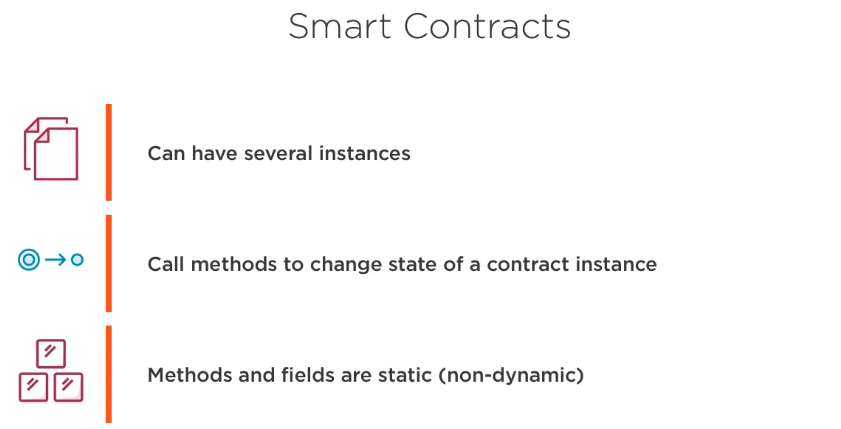 Smart Contracts
Can have several instances
Call methods to change state of a contract instance
Methods and fields are static (non-dynamic)